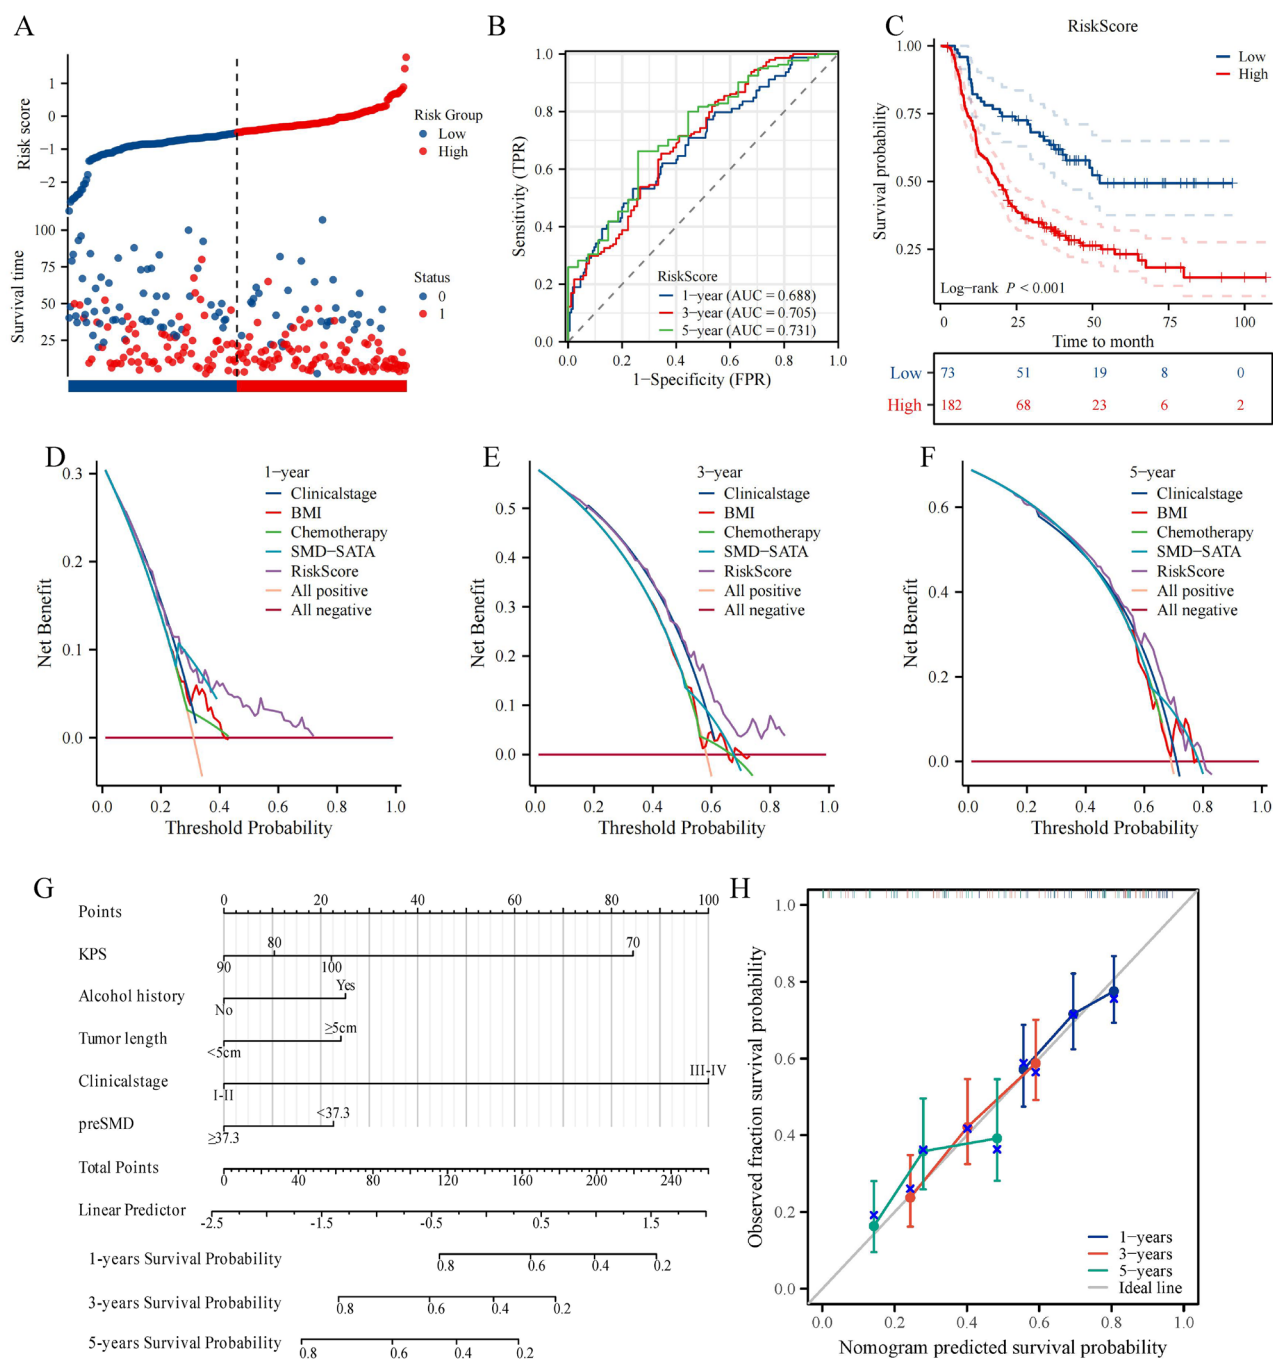 A
Risk score
1
0
−1
−2
Risk Group
Low
High
Survival time
100
75
50
25
Status
0
1
B
Sensitivity (TPR)
1.0
0.8
0.6
0.4
0.2
0.0
RiskScore
1−year (AUC = 0.688)
3−year (AUC = 0.705)
5−year (AUC = 0.731)
0.0 0.2 0.4 0.6 0.8 1.0
1-Specificity (FPR)
C
RiskScore
Survival probability
1.00
0.75
0.50
0.25
Low
High
Log−rank P < 0.001
0 25 50 75 100
Time to month
Low 73 51 19 8 0
High 182 68 23 6 2
D
1−year
Clinicalstage
BMI
Chemotherapy
SMD−SATA
RiskScore
All positive
All negative
Net Benefit
0.3
0.2
0.1
0.0
0.0 0.2 0.4 0.6 0.8 1.0
Threshold Probability
E
3−year
Clinicalstage
BMI
Chemotherapy
SMD−SATA
RiskScore
All positive
All negative
Net Benefit
0.5
0.4
0.3
0.2
0.1
0.0
0.0 0.2 0.4 0.6 0.8 1.0
Threshold Probability
F
5−year
Clinicalstage
BMI
Chemotherapy
SMD−SATA
RiskScore
All positive
All negative
Net Benefit
0.6
0.4
0.2
0.0
0.0 0.2 0.4 0.6 0.8 1.0
Threshold Probability
G
0 20 40 60 80 100
Points
80 70
KPS
90 100
Yes
Alcohol history
No
≥5cm
Tumor length
<5cm
III-IV
Clinicalstage
I-II
<37.3
preSMD
≥37.3
Total Points
0 40 80 120 160 200 240
Linear Predictor
-2.5 -1.5 -0.5 0.5 1.5
1-years Survival Probability
0.8 0.6 0.4 0.2
3-years Survival Probability
0.8 0.6 0.4 0.2
5-years Survival Probability
0.8 0.6 0.4 0.2
H
Observed fraction survival probability
1.0
0.8
0.6
0.4
0.2
0.0
1−years
3−years
5−years
Ideal line
0.0 0.2 0.4 0.6 0.8 1.0
Nomogram predicted survival probability